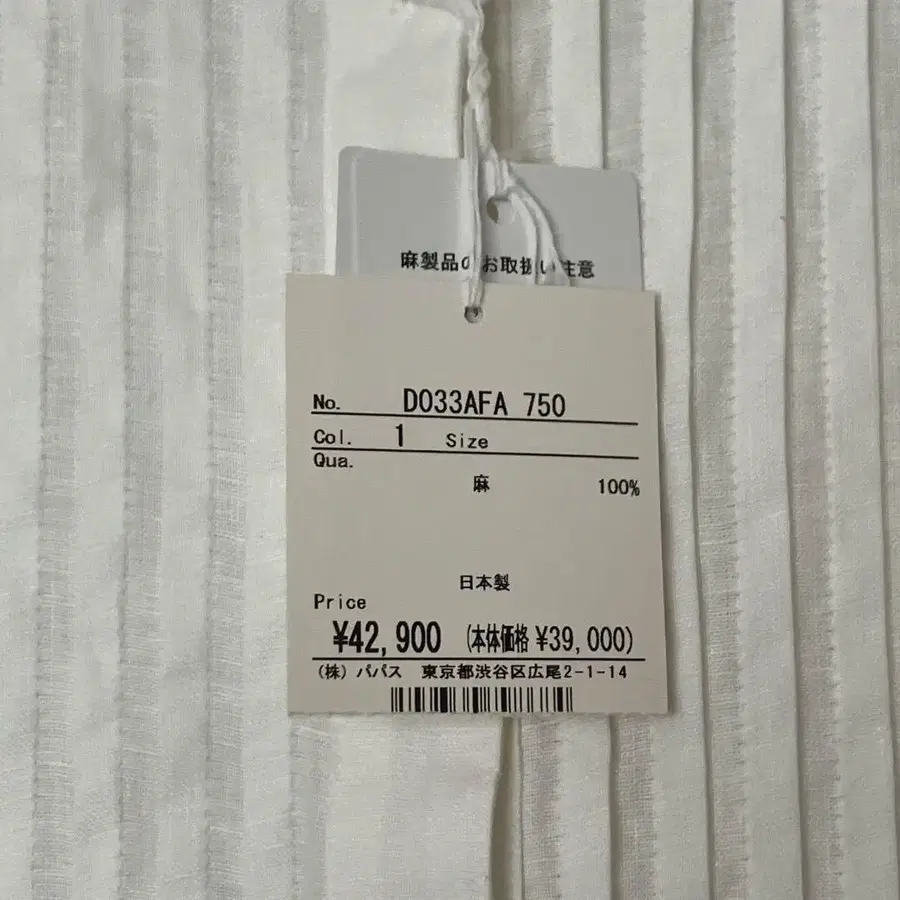 麻製品のお取扱い注意
No. D033AFA 750
Col. 1 Size
Qua.
麻 100%
日本製
Price
¥42,900 (本体価格 ¥39,000)
(株) パパス 東京都渋谷区広尾2-1-14